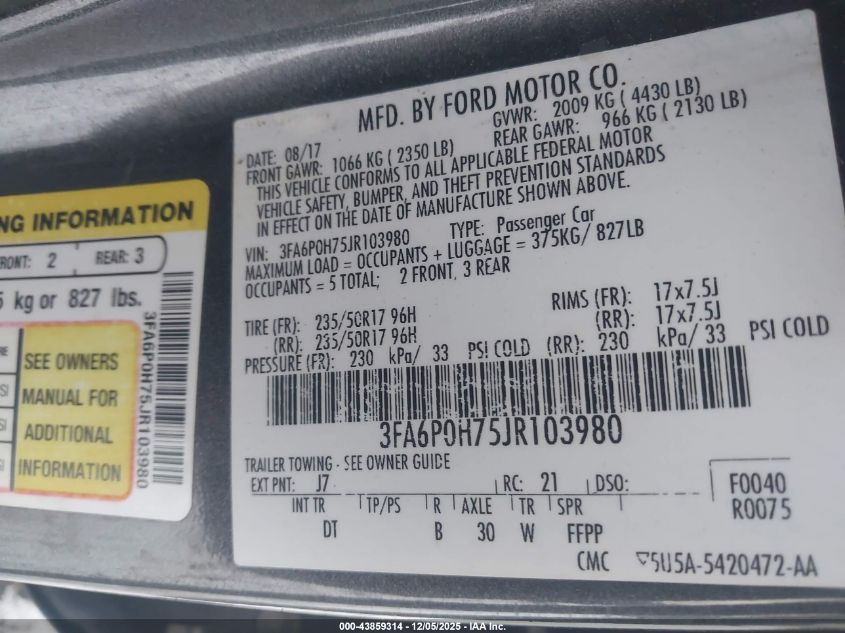 MFD. BY FORD MOTOR CO.
DATE: 08/17 GVWR: 2009 KG ( 4430 LB)
FRONT GAWR: 1066 KG ( 2350 LB) REAR GAWR: 966 KG ( 2130 LB)
THIS VEHICLE CONFORMS TO ALL APPLICABLE FEDERAL MOTOR
VEHICLE SAFETY, BUMPER, AND THEFT PREVENTION STANDARDS
IN EFFECT ON THE DATE OF MANUFACTURE SHOWN ABOVE.
VIN: 3FA6P0H75JR103980 TYPE: Passenger Car
MAXIMUM LOAD = OCCUPANTS + LUGGAGE = 375KG/ 827LB
OCCUPANTS = 5 TOTAL; 2 FRONT, 3 REAR
TIRE (FR): 235/50R17 96H RIMS (FR): 17x7.5J
(RR): 235/50R17 96H (RR): 17x7.5J
PRESSURE (FR): 230 kPa/ 33 PSI COLD (RR): 230 kPa/ 33 PSI COLD
3FA6P0H75JR103980
TRAILER TOWING - SEE OWNER GUIDE
EXT PNT: J7 RC: 21 DSO:
INT TR TP/PS R AXLE TR SPR
DT B 30 W FFPP
F0040
R0075
CMC 5U5A-5420472-AA
NG INFORMATION
FRONT: 2 REAR: 3
kg or 827 lbs.
SEE OWNERS
MANUAL FOR
ADDITIONAL
INFORMATION
3FA6P0H75JR103980
000-43859314 • 12/05/2025 - IAA Inc.